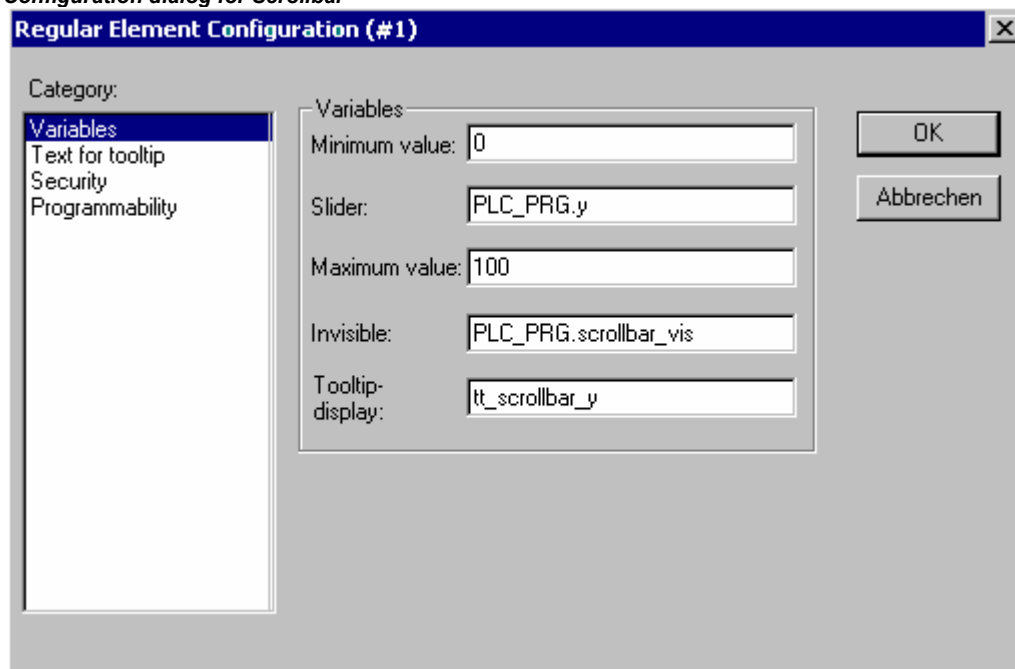 Configuration dialog for Scrollbar
Regular Element Configuration (#1)
Category:
Variables
Text for tooltip
Security
Programmability
Variables
Minimum value: 0
Slider: PLC_PRG.y
Maximum value: 100
Invisible: PLC_PRG.scrollbar_vis
Tooltip-
display: tt_scrollbar_y
OK
Abbrechen